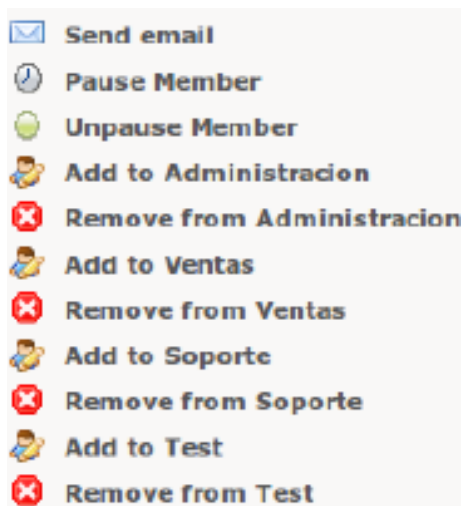 Send email
Pause Member
Unpause Member
Add to Administracion
Remove from Administracion
Add to Ventas
Remove from Ventas
Add to Soporte
Remove from Soporte
Add to Test
Remove from Test